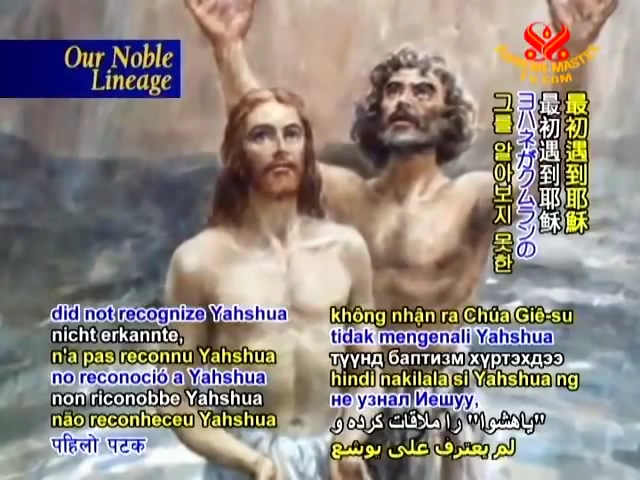 Our Noble
Lineage
SUPREME MASTER
TV.COM
最初遇到耶穌
最初遇到耶稣
ヨハネがクムランの
그를 알아보지 못한
did not recognize Yahshua
nicht erkannte,
n'a pas reconnu Yahshua
no reconoció a Yahshua
non riconobbe Yahshua
não reconheceu Yahshua
पहिलो पटक
không nhận ra Chúa Giê-su
tidak mengenali Yahshua
түүнд баптизм хүртэхдээ
hindi nakilala si Yahshua ng
не узнал Иешуу,
"یاهشوا" را ملاقات کرده و
لم يعترف على يوشع